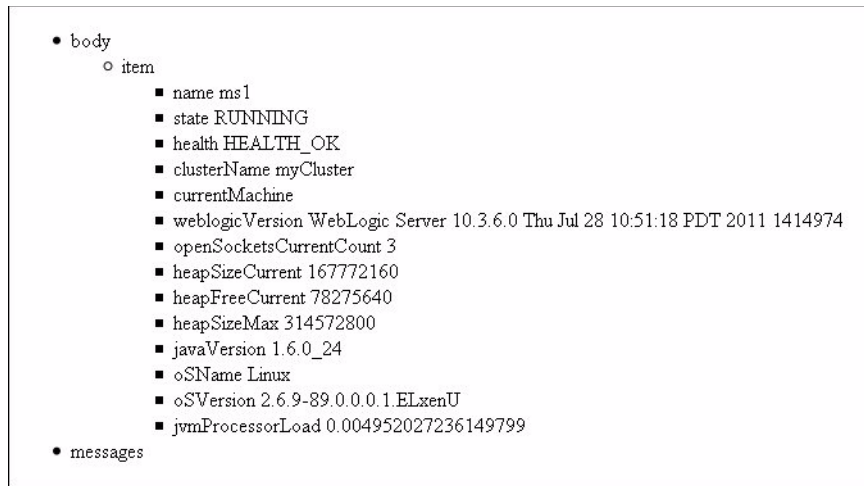 body
item
name ms1
state RUNNING
health HEALTH_OK
clusterName myCluster
currentMachine
weblogicVersion WebLogic Server 10.3.6.0 Thu Jul 28 10:51:18 PDT 2011 1414974
openSocketsCurrentCount 3
heapSizeCurrent 167772160
heapFreeCurrent 78275640
heapSizeMax 314572800
javaVersion 1.6.0_24
oSName Linux
oSVersion 2.6.9-89.0.0.0.1.ELxenU
jvmProcessorLoad 0.004952027236149799
messages